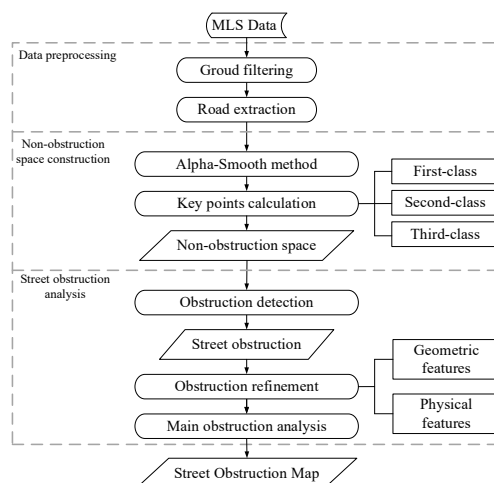 MLS Data
Data preprocessing
Groud filtering
Road extraction
Non-obstruction
space construction
Alpha-Smooth method
Key points calculation
First-class
Second-class
Third-class
Non-obstruction space
Street obstruction
analysis
Obstruction detection
Street obstruction
Obstruction refinement
Geometric
features
Physical
features
Main obstruction analysis
Street Obstruction Map